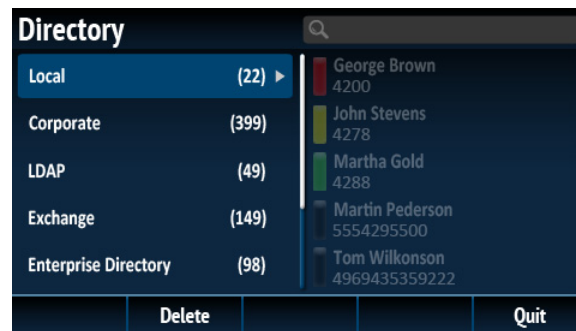 Directory
Local (22)
Corporate (399)
LDAP (49)
Exchange (149)
Enterprise Directory (98)
George Brown
4200
John Stevens
4278
Martha Gold
4288
Martin Pederson
5554295500
Tom Wilkonson
4969435359222
Delete
Quit